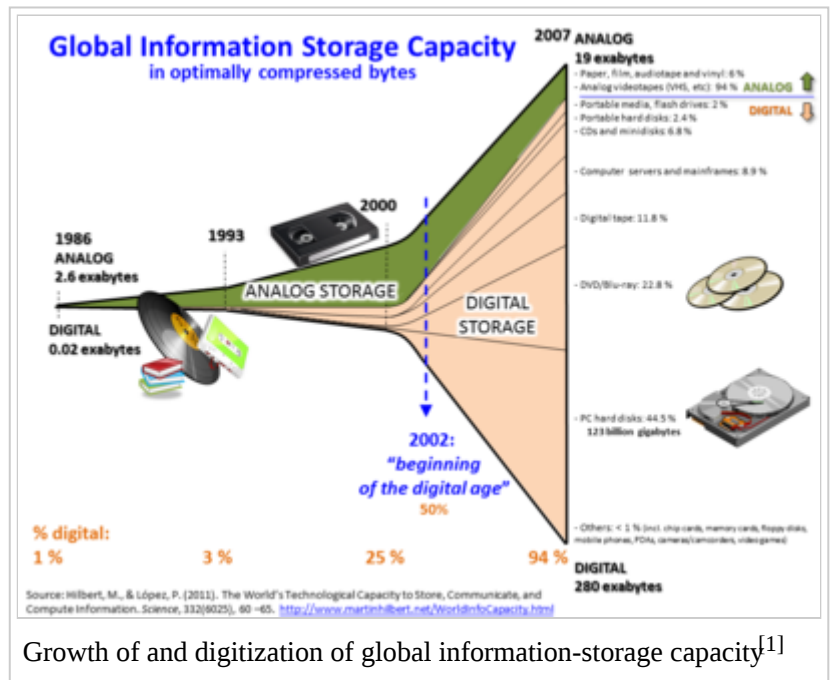 Global Information Storage Capacity
in optimally compressed bytes
2007 ANALOG
19 exabytes
- Paper, film, audiotape and vinyl: 6 %
- Analog videotapes (VHS, etc): 94 % ANALOG
- Portable media, flash drives: 2 % DIGITAL
- Portable hard disks: 2.4 %
- CDs and minidisks: 6.8 %
- Computer servers and mainframes: 8.9 %
- Digital tape: 11.8 %
- DVD/Blu-ray: 22.8 %
- PC hard disks: 44.5 %
123 billion gigabytes
- Others: < 1 % (incl. chip cards, memory cards, floppy disks,
mobile phones, PDAs, cameras/camcorders, video games)
DIGITAL
280 exabytes
1986
ANALOG
2.6 exabytes
DIGITAL
0.02 exabytes
1993
2000
ANALOG STORAGE
DIGITAL
STORAGE
2002:
"beginning
of the digital age"
50%
% digital:
1 % 3 % 25 % 94 %
Source: Hilbert, M., & López, P. (2011). The World's Technological Capacity to Store, Communicate, and
Compute Information. Science, 332(6025), 60 –65. http://www.martinhilbert.net/WorldInfoCapacity.html
Growth of and digitization of global information-storage capacity[1]